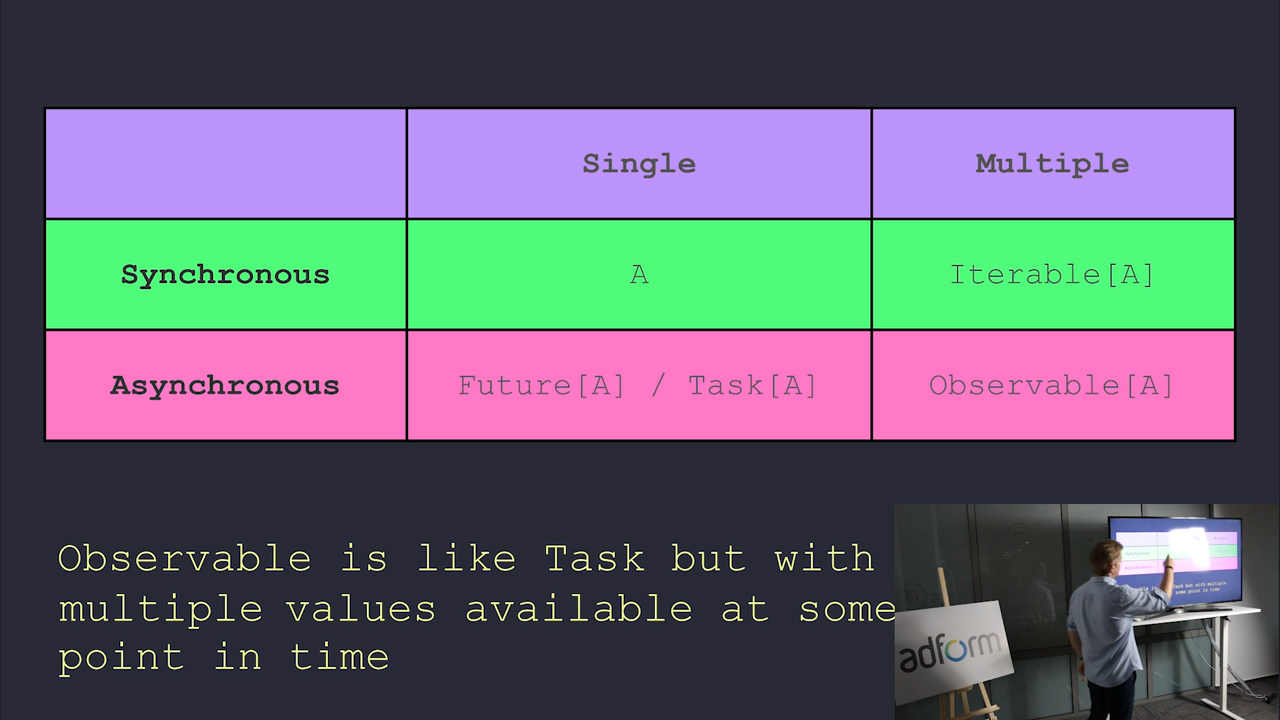 Single Multiple
Synchronous A Iterable[A]
Asynchronous Future[A] / Task[A] Observable[A]
Observable is like Task but with
multiple values available at some
point in time
adform